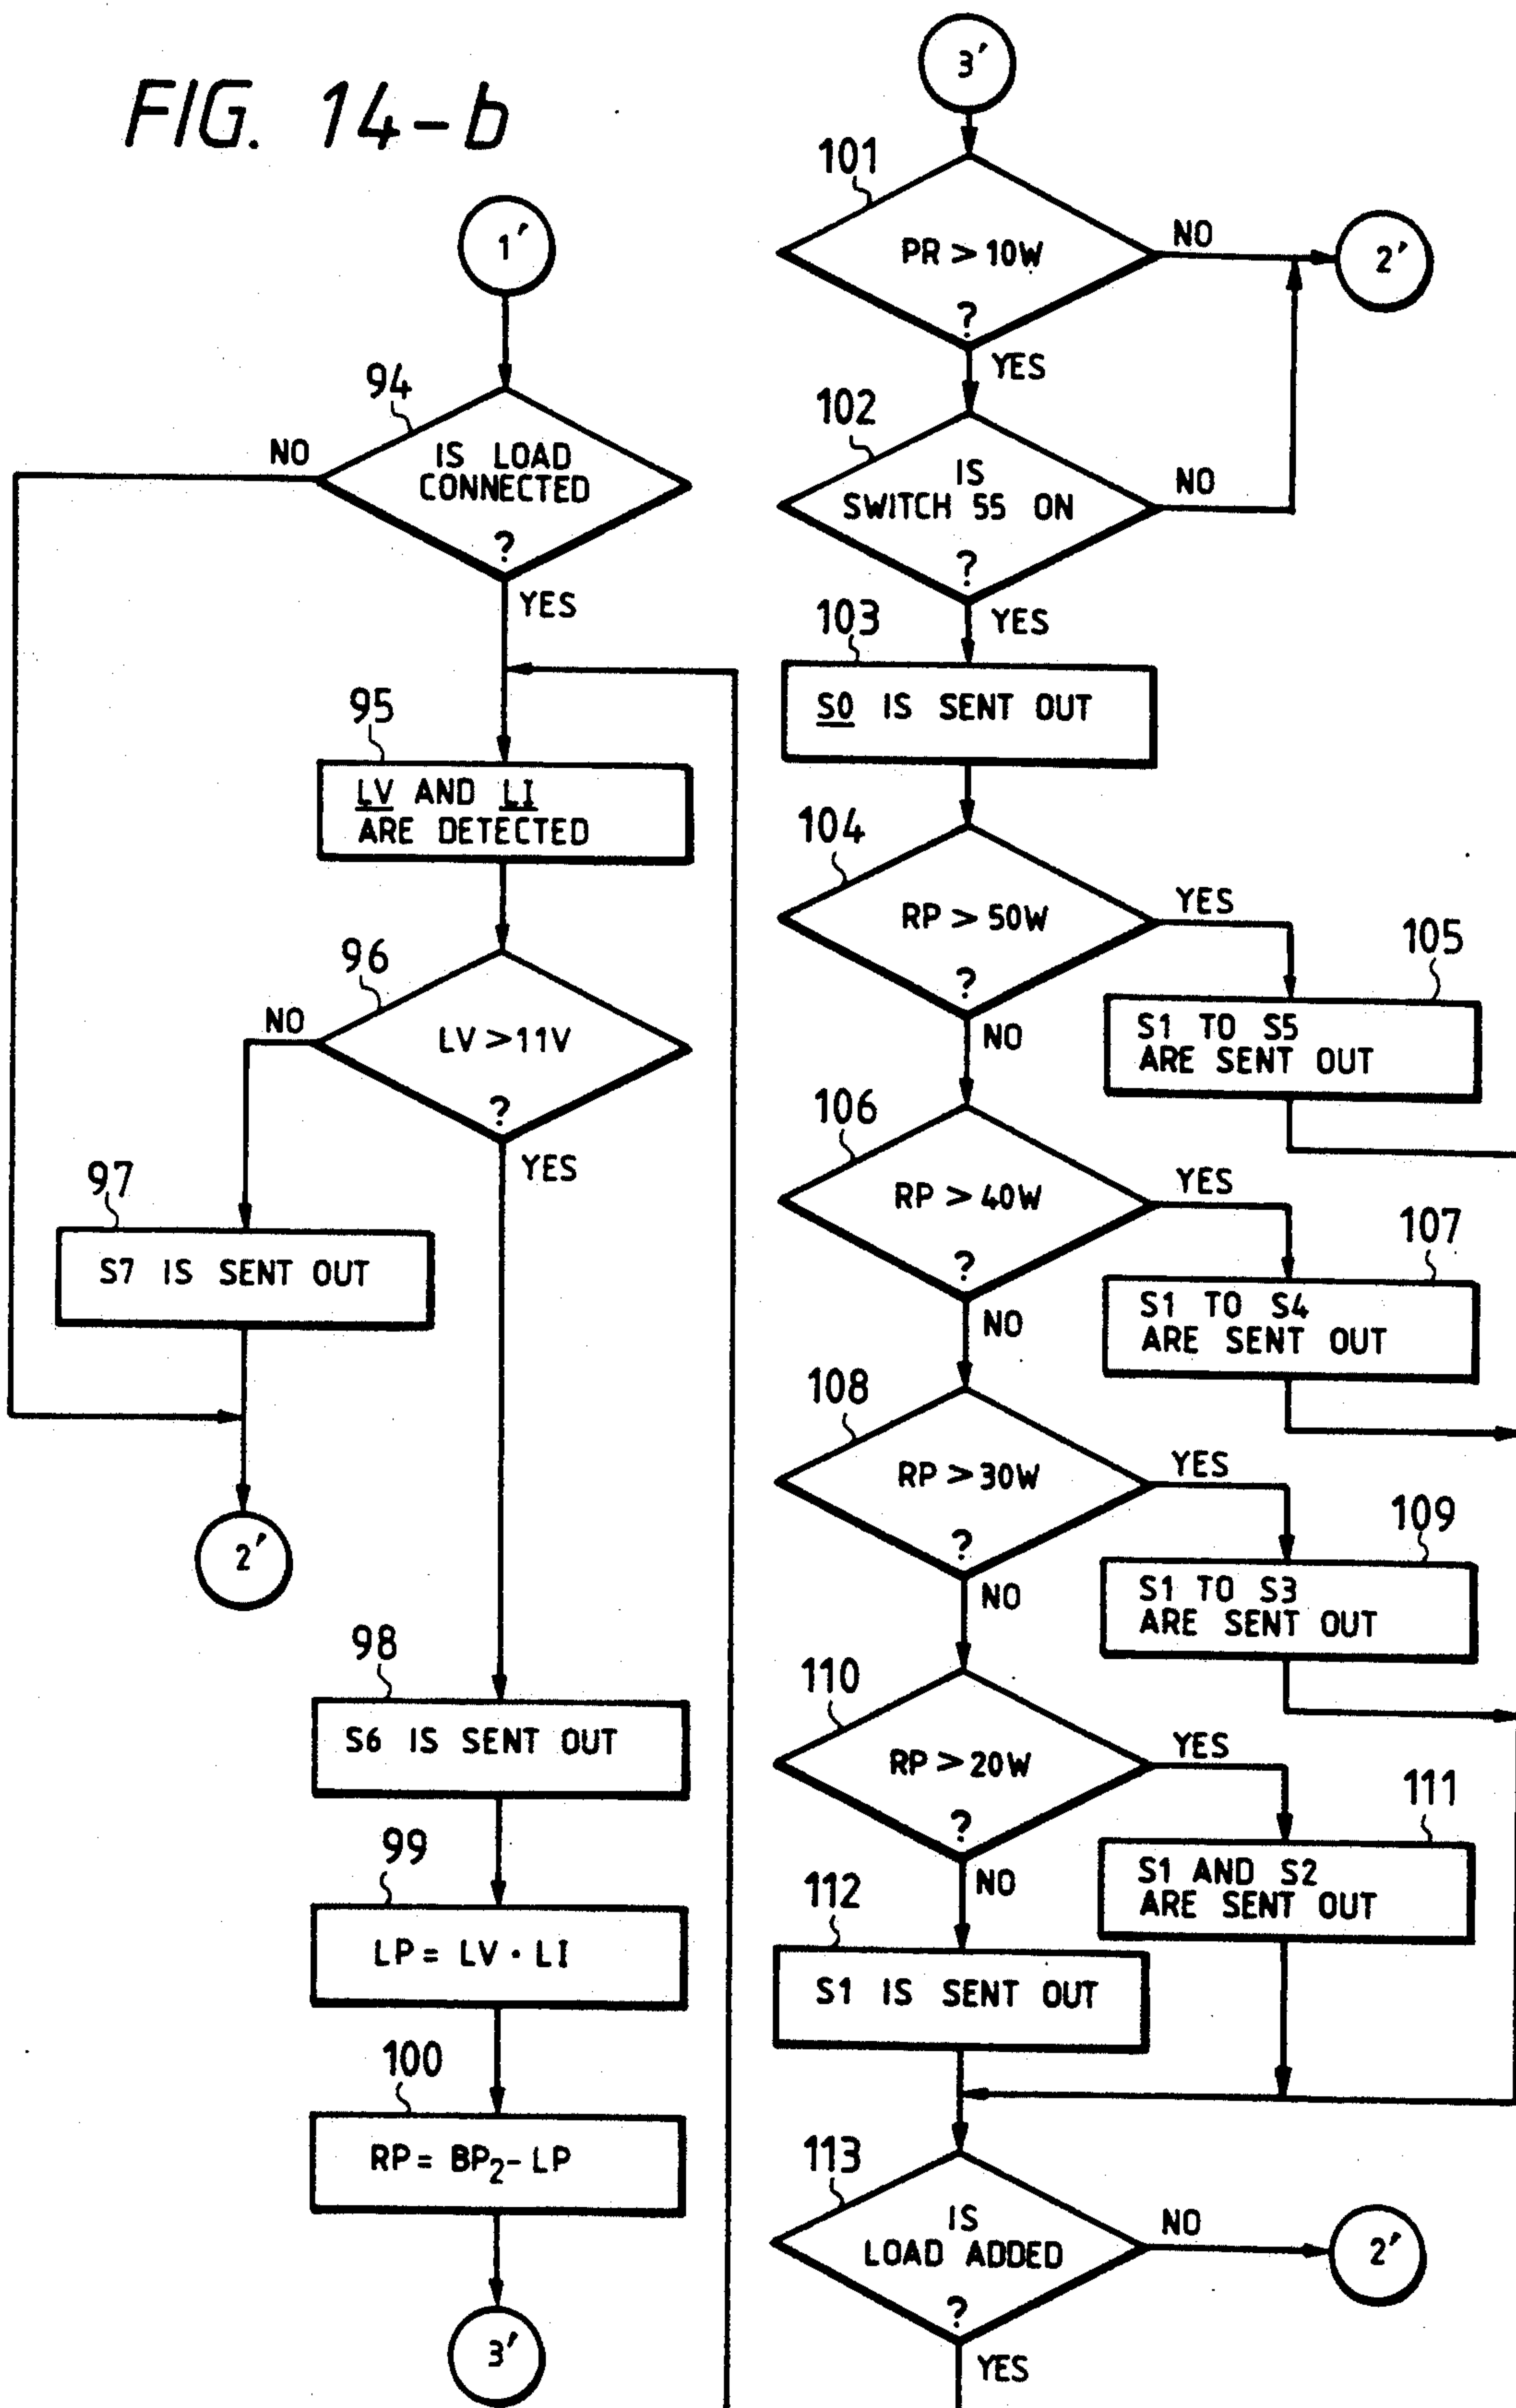 FIG. 14-b
1'
94
IS LOAD
CONNECTED
?
NO
YES
95
LV AND LI
ARE DETECTED
96
LV > 11V
?
NO
YES
97
S7 IS SENT OUT
2'
98
S6 IS SENT OUT
99
LP = LV · LI
100
RP = BP₂ - LP
3'
3'
101
PR > 10W
?
NO
2'
YES
102
IS
SWITCH 55 ON
?
NO
YES
103
S0 IS SENT OUT
104
RP > 50W
?
YES
NO
105
S1 TO S5
ARE SENT OUT
106
RP > 40W
?
YES
NO
107
S1 TO S4
ARE SENT OUT
108
RP > 30W
?
YES
NO
109
S1 TO S3
ARE SENT OUT
110
RP > 20W
?
YES
NO
111
S1 AND S2
ARE SENT OUT
112
S1 IS SENT OUT
113
IS
LOAD ADDED
?
NO
2'
YES